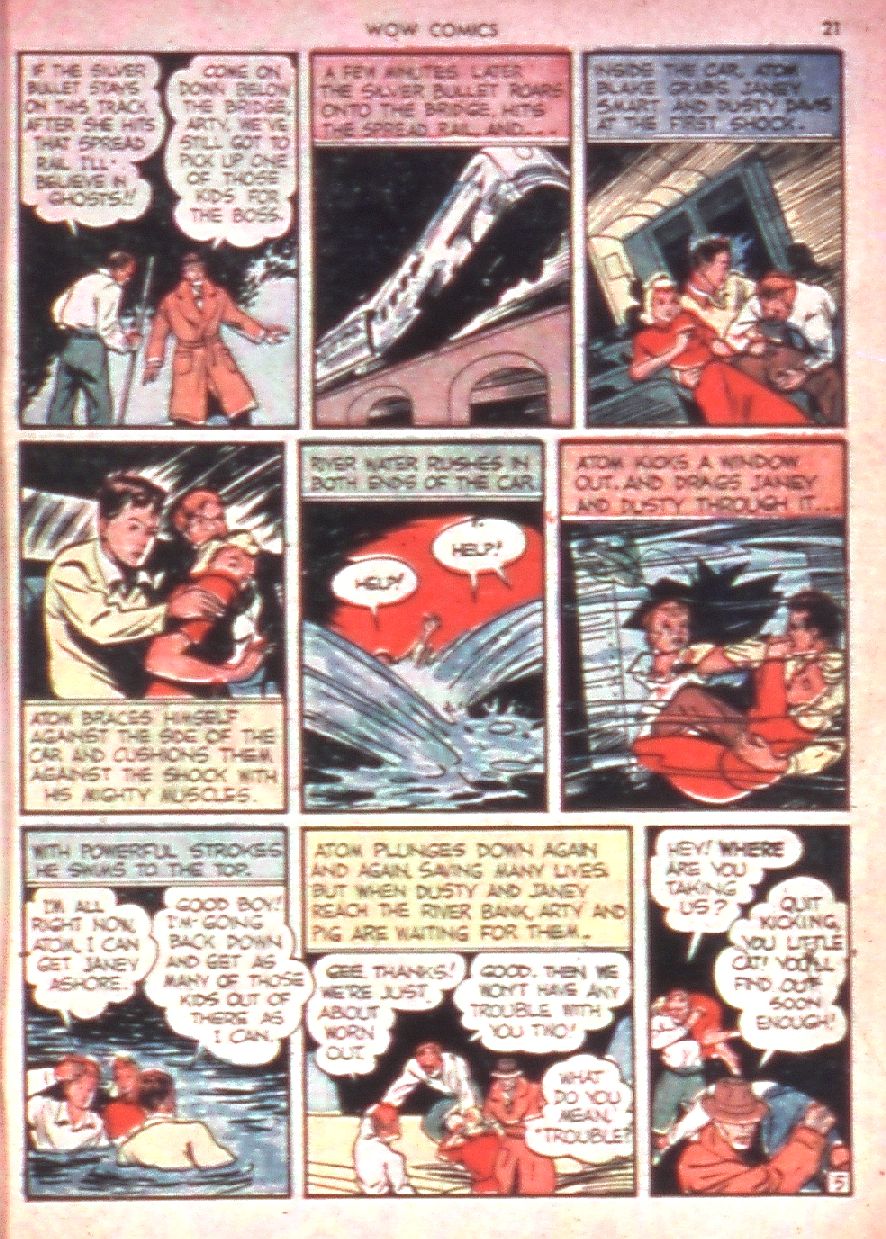 WOW COMICS
21
IF THE SILVER
BULLET STAYS
ON THIS TRACK
AFTER SHE HITS
THAT SPREAD
RAIL I'LL
BELIEVE IN
GHOSTS!!
COME ON
DOWN BELOW
THE BRIDGE,
ARTY, WE'VE
STILL GOT TO
PICK UP ONE
OF THOSE
KIDS FOR
THE BOSS.
A FEW MINUTES LATER
THE SILVER BULLET ROARS
ONTO THE BRIDGE, HITS
THE SPREAD RAIL, AND....
INSIDE THE CAR, ATOM
BLAKE GRABS JANEY
SMART AND DUSTY DAVIS
AT THE FIRST SHOCK.
ATOM BRACES HIMSELF
AGAINST THE SIDE OF THE
CAR AND CUSHIONS THEM
AGAINST THE SHOCK WITH
HIS MIGHTY MUSCLES.
RIVER WATER RUSHES IN
BOTH ENDS OF THE CAR.
HELP!
HELP!
ATOM KICKS A WINDOW
OUT..AND DRAGS JANEY
AND DUSTY THROUGH IT...
WITH POWERFUL STROKES
HE SWIMS TO THE TOP.
I'M ALL
RIGHT NOW,
ATOM. I CAN
GET JANEY
ASHORE.
GOOD BOY!
I'M GOING
BACK DOWN
AND GET AS
MANY OF THOSE
KIDS OUT OF
THERE AS
I CAN.
ATOM PLUNGES DOWN AGAIN
AND AGAIN, SAVING MANY LIVES.
BUT WHEN DUSTY AND JANEY
REACH THE RIVER BANK, ARTY AND
PIG ARE WAITING FOR THEM.
GEE, THANKS!
WE'RE JUST
ABOUT
WORN
OUT.
GOOD. THEN WE
WON'T HAVE ANY
TROUBLE WITH
YOU TWO!
WHAT
DO YOU
MEAN,
"TROUBLE?
HEY! WHERE
ARE YOU
TAKING
US?
QUIT
KICKING,
YOU LITTLE
CAT! YOU'LL
FIND OUT
SOON
ENOUGH!
5